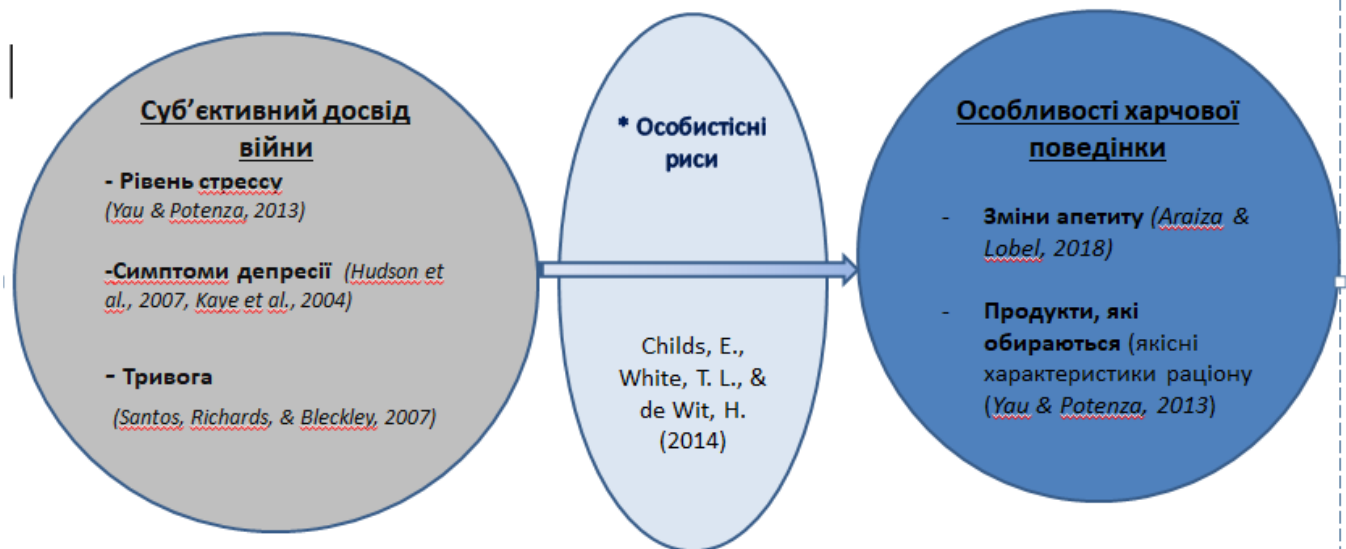 Суб’єктивний досвід
війни
- Рівень стрессу
(Yau & Potenza, 2013)
-Симптоми депресії (Hudson et
al., 2007, Kaye et al., 2004)
- Тривога
(Santos, Richards, & Bleckley, 2007)
* Особистісні
риси
Childs, E.,
White, T. L., &
de Wit, H.
(2014)
Особливості харчової
поведінки
- Зміни апетиту (Araiza &
Lobel, 2018)
- Продукти, які
обираються (якісні
характеристики раціону
(Yau & Potenza, 2013)